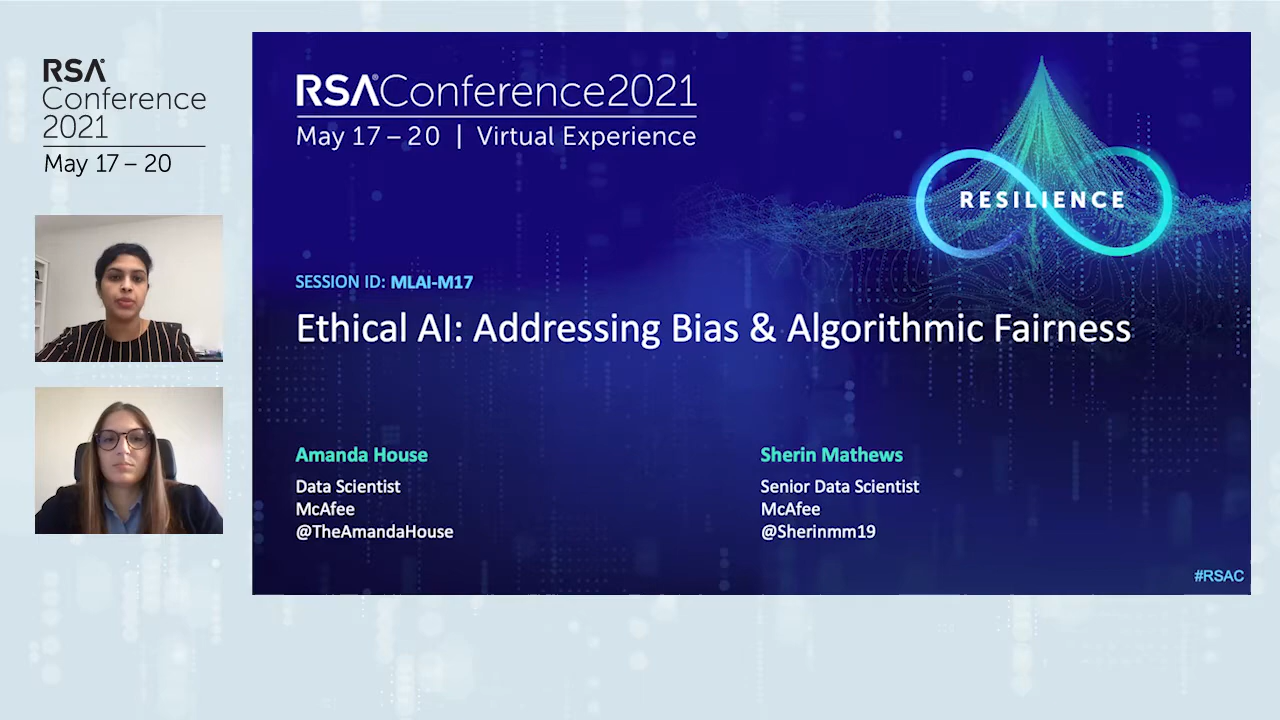 RSA
Conference
2021
May 17 – 20
RSAConference2021
May 17 – 20 | Virtual Experience
RESILIENCE
SESSION ID: MLAI-M17
Ethical AI: Addressing Bias & Algorithmic Fairness
Amanda House
Data Scientist
McAfee
@TheAmandaHouse
Sherin Mathews
Senior Data Scientist
McAfee
@Sherinmm19
#RSAC